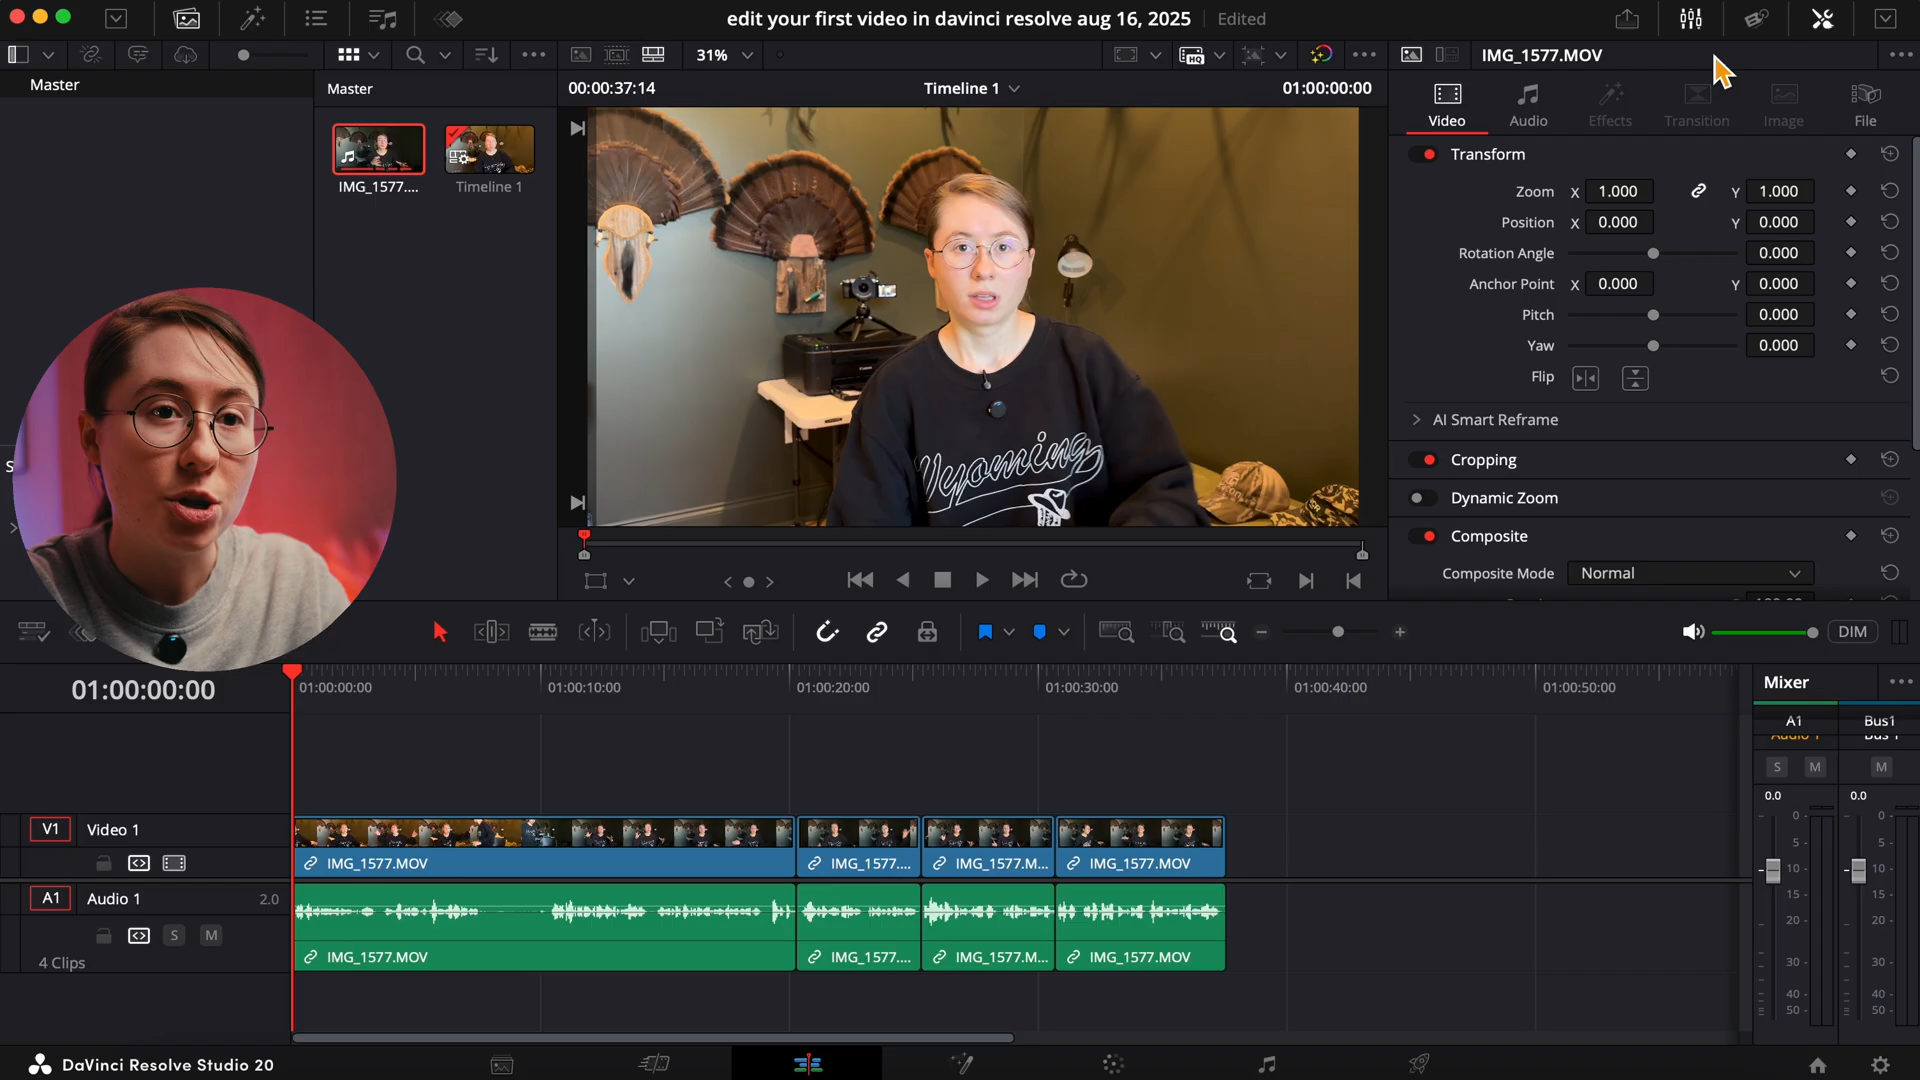 edit your first video in davinci resolve aug 16, 2025
Edited
31%
HQ
IMG_1577.MOV
Master
Master
00:00:37:14
Timeline 1
01:00:00:00
Video
Audio
Effects
Transition
Image
File
IMG_1577....
Timeline 1
Transform
Zoom X 1.000 Y 1.000
Position X 0.000 Y 0.000
Rotation Angle 0.000
Anchor Point X 0.000 Y 0.000
Pitch 0.000
Yaw 0.000
Flip
AI Smart Reframe
Cropping
Dynamic Zoom
Composite
Composite Mode Normal
Wyoming
Canon
DIM
01:00:00:00
01:00:00:00
01:00:10:00
01:00:20:00
01:00:30:00
01:00:40:00
01:00:50:00
Mixer
A1
Bus1
Audio 1
Bus 1
S M
M
0.0
0.0
V1 Video 1
IMG_1577.MOV
IMG_1577....
IMG_1577.M...
IMG_1577.MOV
A1 Audio 1 2.0
S M
4 Clips
IMG_1577.MOV
IMG_1577....
IMG_1577.M...
IMG_1577.MOV
0 0
5 5
10 10
15 15
20 20
30 30
40 40
50 50
DaVinci Resolve Studio 20